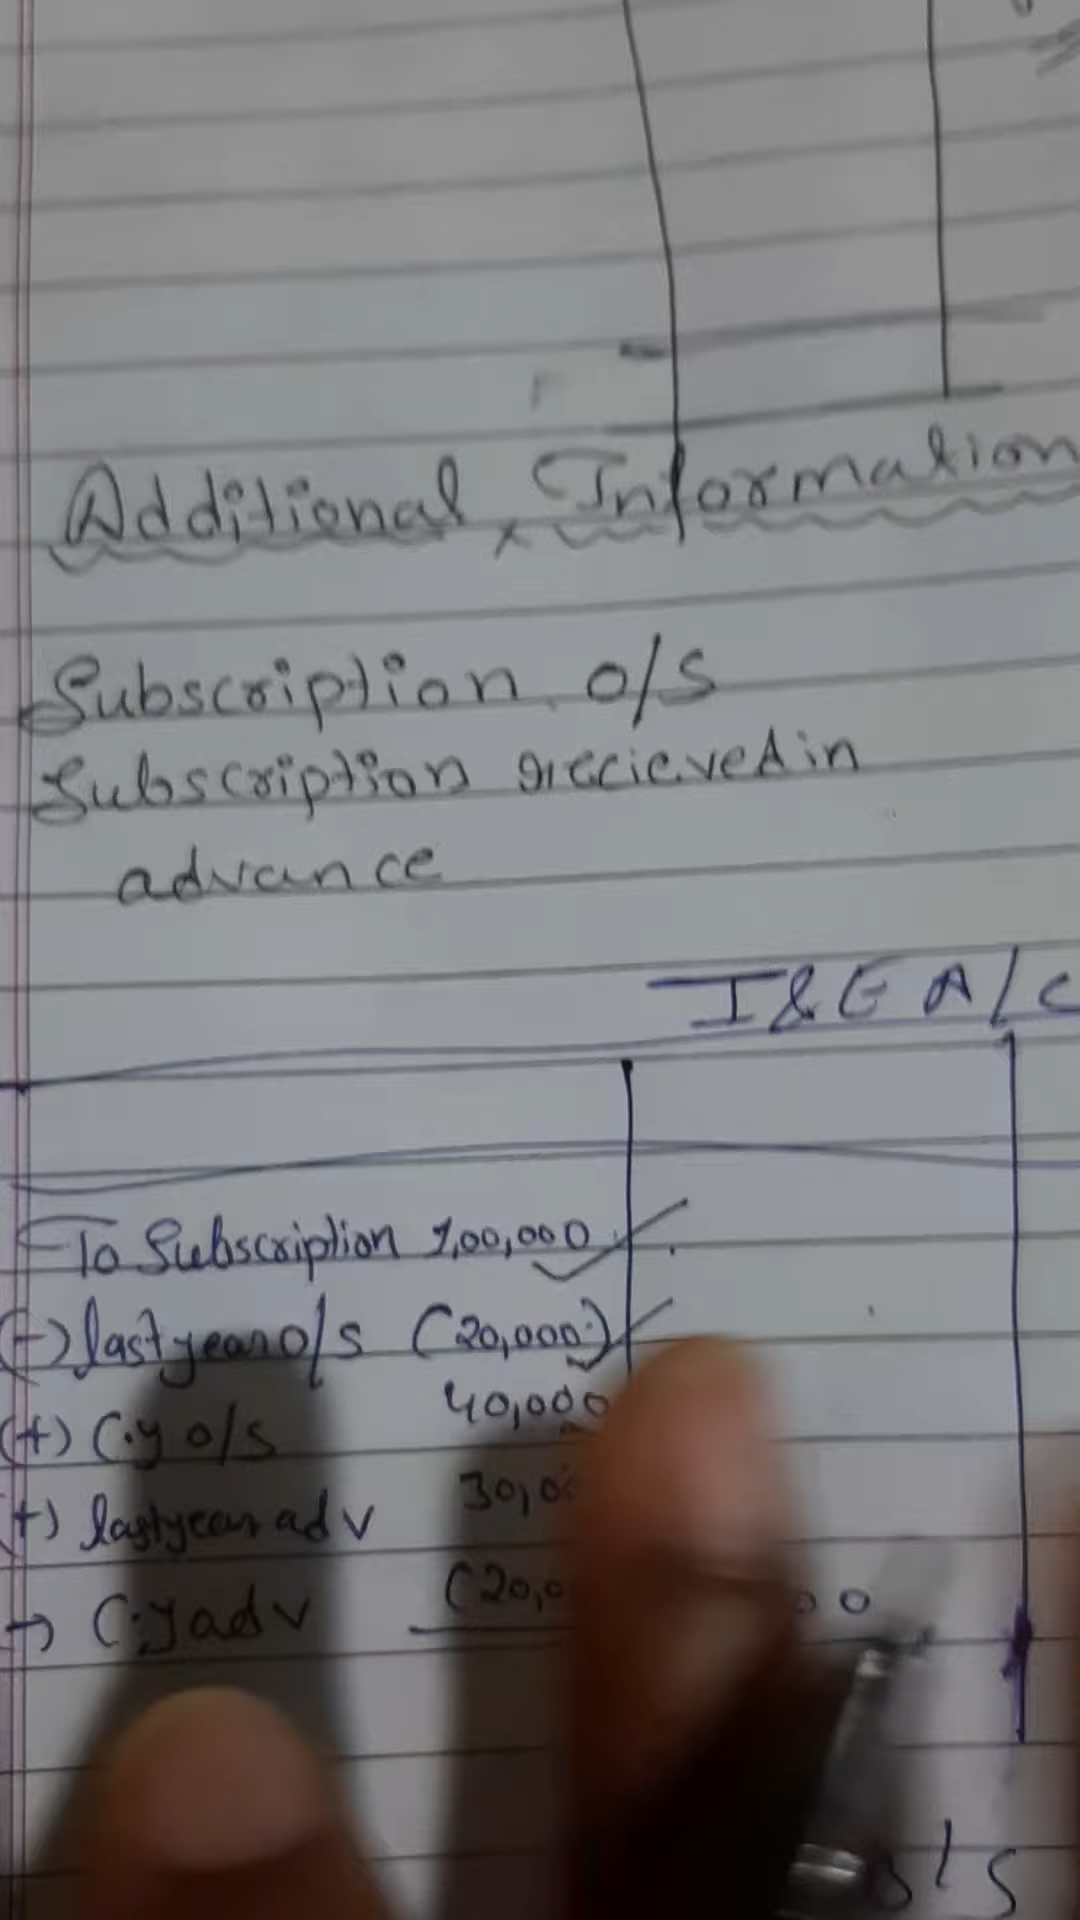 Additional Information
Subscription o/s
Subscription recieved in
advance
I&E A/C
To Subscription 1,00,000
(-) last year o/s (20,000)
(+) C.y o/s 40,000
(+) last year adv 30,0
-) C.y adv (20,0 00
B/S